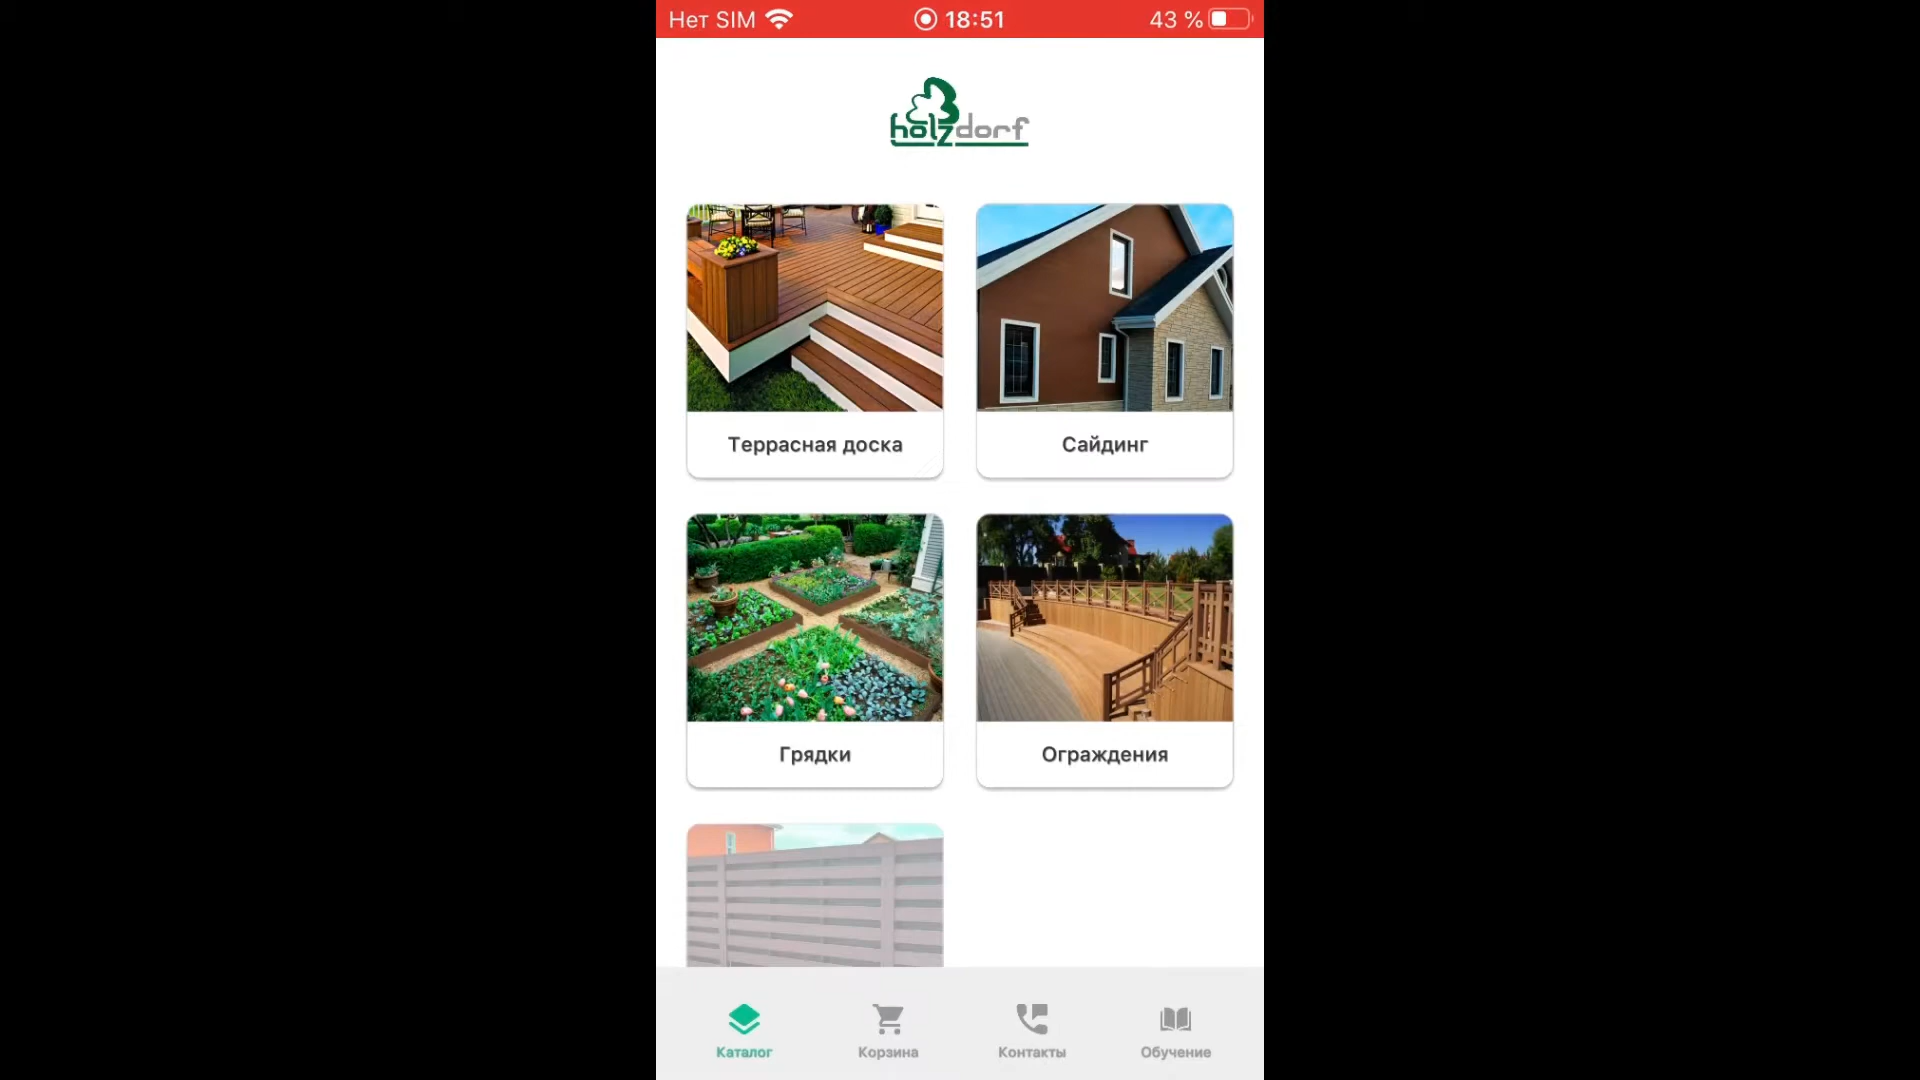 Нет SIM 18:51 43 %
holzdorf
Террасная доска Сайдинг
Грядки Ограждения
Каталог Корзина Контакты Обучение